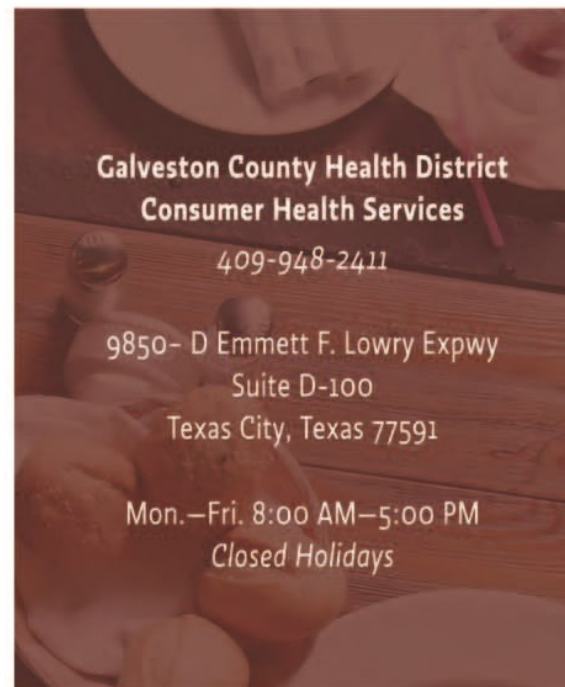 Galveston County Health District
Consumer Health Services
409-948-2411
9850- D Emmett F. Lowry Expwy
Suite D-100
Texas City, Texas 77591
Mon.—Fri. 8:00 AM—5:00 PM
Closed Holidays